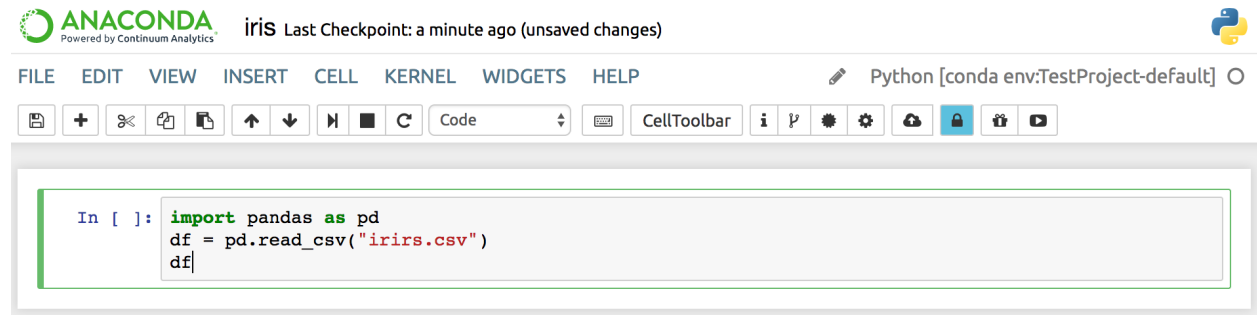 ANACONDA
Powered by Continuum Analytics
iris Last Checkpoint: a minute ago (unsaved changes)
FILE EDIT VIEW INSERT CELL KERNEL WIDGETS HELP
Python [conda env:TestProject-default]
Code
CellToolbar
In [ ]: import pandas as pd
df = pd.read_csv("irirs.csv")
df